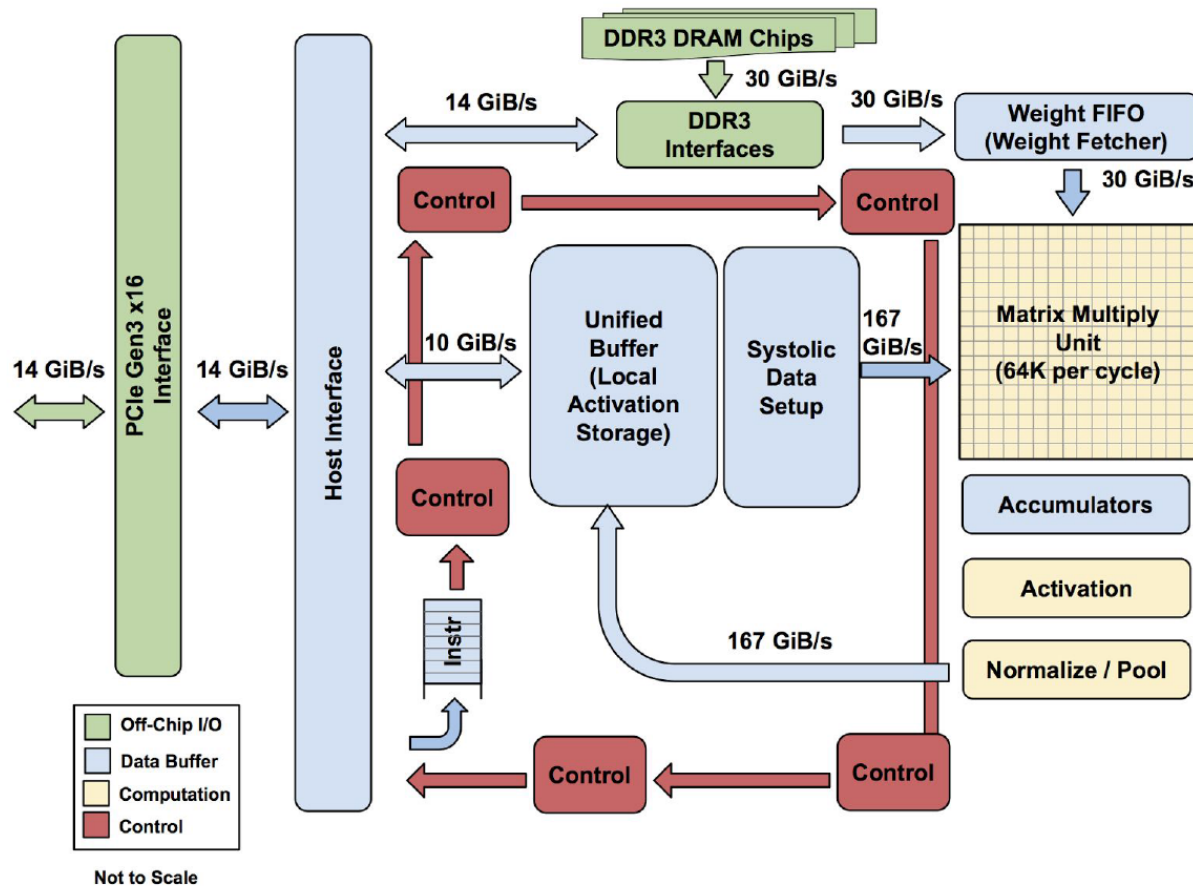 DDR3 DRAM Chips
30 GiB/s
14 GiB/s
30 GiB/s
DDR3
Interfaces
Weight FIFO
(Weight Fetcher)
30 GiB/s
Control
Control
PCIe Gen3 x16
Interface
Host Interface
14 GiB/s
14 GiB/s
10 GiB/s
Unified
Buffer
(Local
Activation
Storage)
Systolic
Data
Setup
167
GiB/s
Matrix Multiply
Unit
(64K per cycle)
Control
Accumulators
Activation
Instr
167 GiB/s
Normalize / Pool
Control
Control
Off-Chip I/O
Data Buffer
Computation
Control
Not to Scale